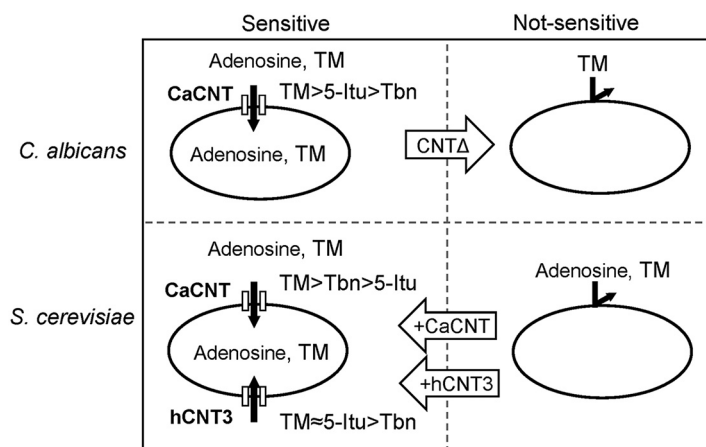 Sensitive
Not-sensitive
C. albicans
Adenosine, TM
CaCNT
TM>5-Itu>Tbn
Adenosine, TM
CNTΔ
TM
S. cerevisiae
Adenosine, TM
CaCNT
TM>Tbn>5-Itu
Adenosine, TM
hCNT3
TM≈5-Itu>Tbn
+CaCNT
+hCNT3
Adenosine, TM